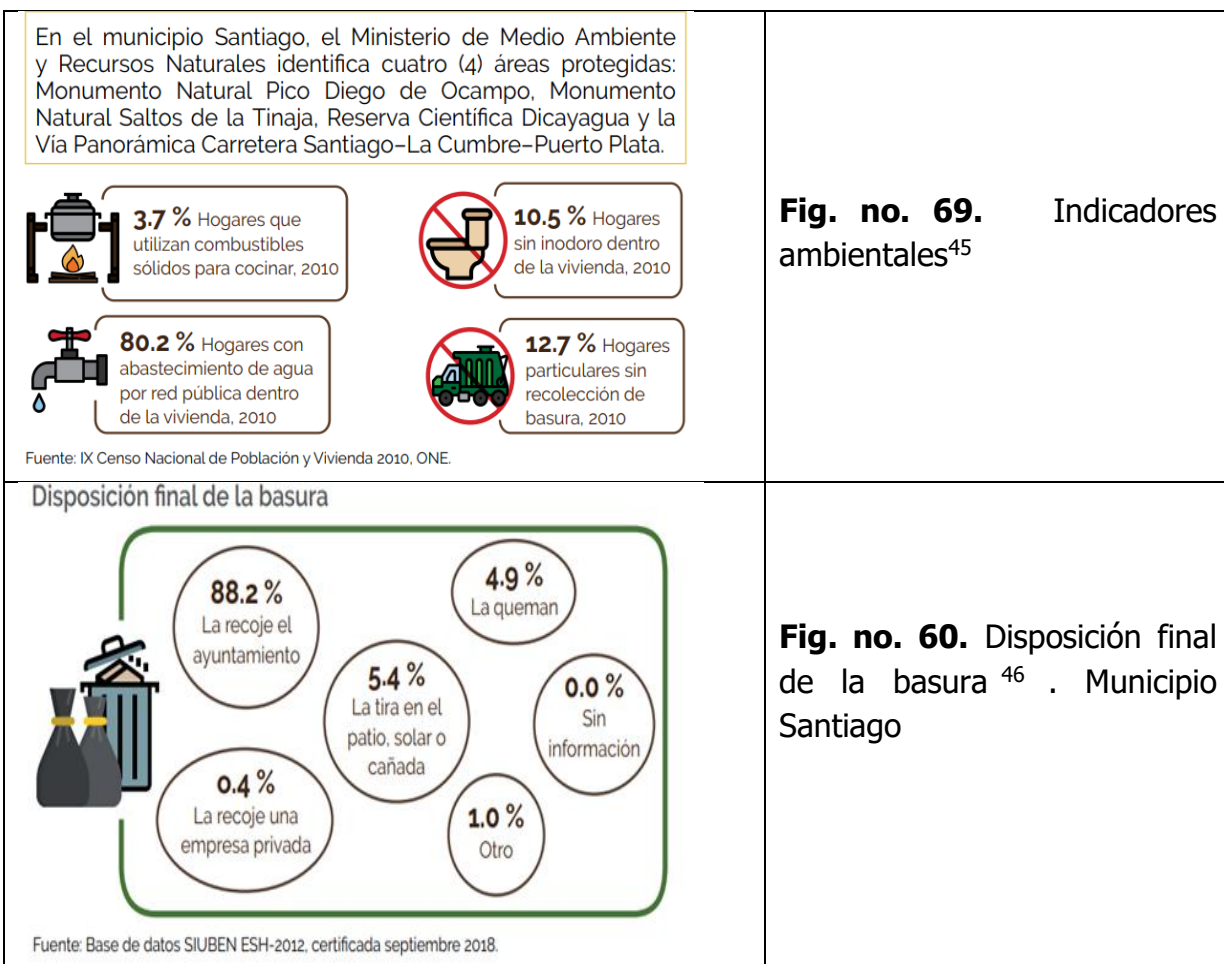 En el municipio Santiago, el Ministerio de Medio Ambiente
y Recursos Naturales identifica cuatro (4) áreas protegidas:
Monumento Natural Pico Diego de Ocampo, Monumento
Natural Saltos de la Tinaja, Reserva Científica Dicayagua y la
Vía Panorámica Carretera Santiago–La Cumbre–Puerto Plata.
3.7 % Hogares que
utilizan combustibles
sólidos para cocinar, 2010
10.5 % Hogares
sin inodoro dentro
de la vivienda, 2010
80.2 % Hogares con
abastecimiento de agua
por red pública dentro
de la vivienda, 2010
12.7 % Hogares
particulares sin
recolección de
basura, 2010
Fuente: IX Censo Nacional de Población y Vivienda 2010, ONE.
Fig. no. 69. Indicadores
ambientales45
Disposición final de la basura
88.2 %
La recoje el
ayuntamiento
4.9 %
La queman
5.4 %
La tira en el
patio, solar o
cañada
0.0 %
Sin
información
0.4 %
La recoje una
empresa privada
1.0 %
Otro
Fuente: Base de datos SIUBEN ESH-2012, certificada septiembre 2018.
Fig. no. 60. Disposición final
de la basura 46 . Municipio
Santiago